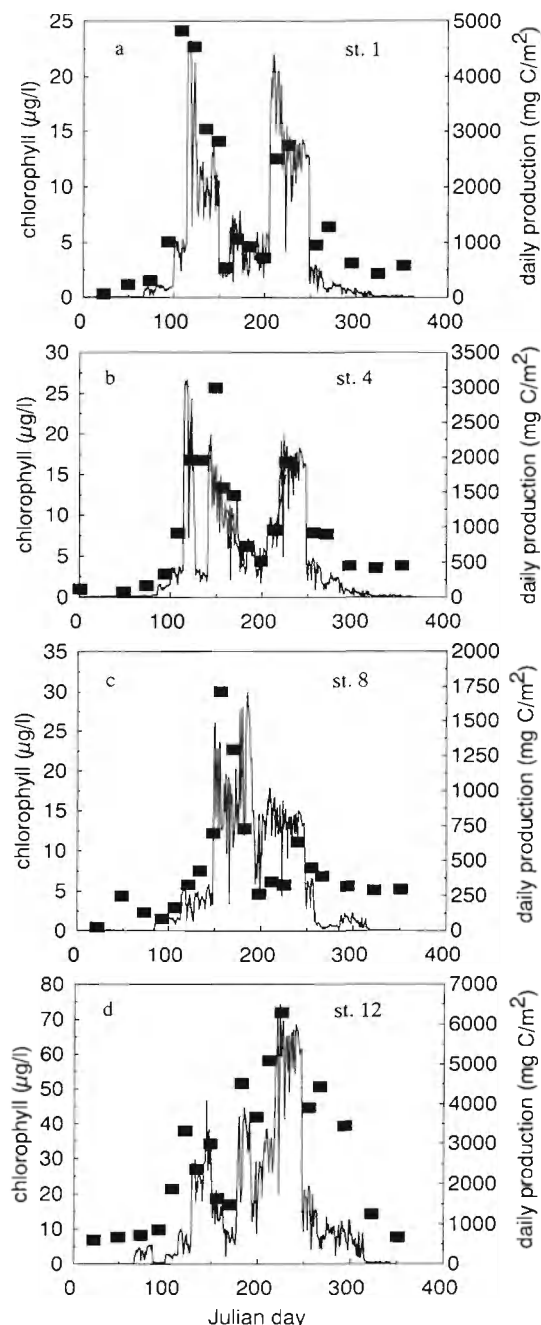 a
st. 1
chlorophyll (µg/l)
daily production (mg C/m²)
25
20
15
10
5
0
5000
4000
3000
2000
1000
0
0 100 200 300 400
b
st. 4
chlorophyll (µg/l)
daily production (mg C/m²)
30
25
20
15
10
5
0
3500
3000
2500
2000
1500
1000
500
0
0 100 200 300 400
c
st. 8
chlorophyll (µg/l)
daily production (mg C/m²)
35
30
25
20
15
10
5
0
2000
1750
1500
1250
1000
750
500
250
0
0 100 200 300 400
d
st. 12
chlorophyll (µg/l)
daily production (mg C/m²)
80
70
60
50
40
30
20
10
0
7000
6000
5000
4000
3000
2000
1000
0
0 100 200 300 400
Julian day